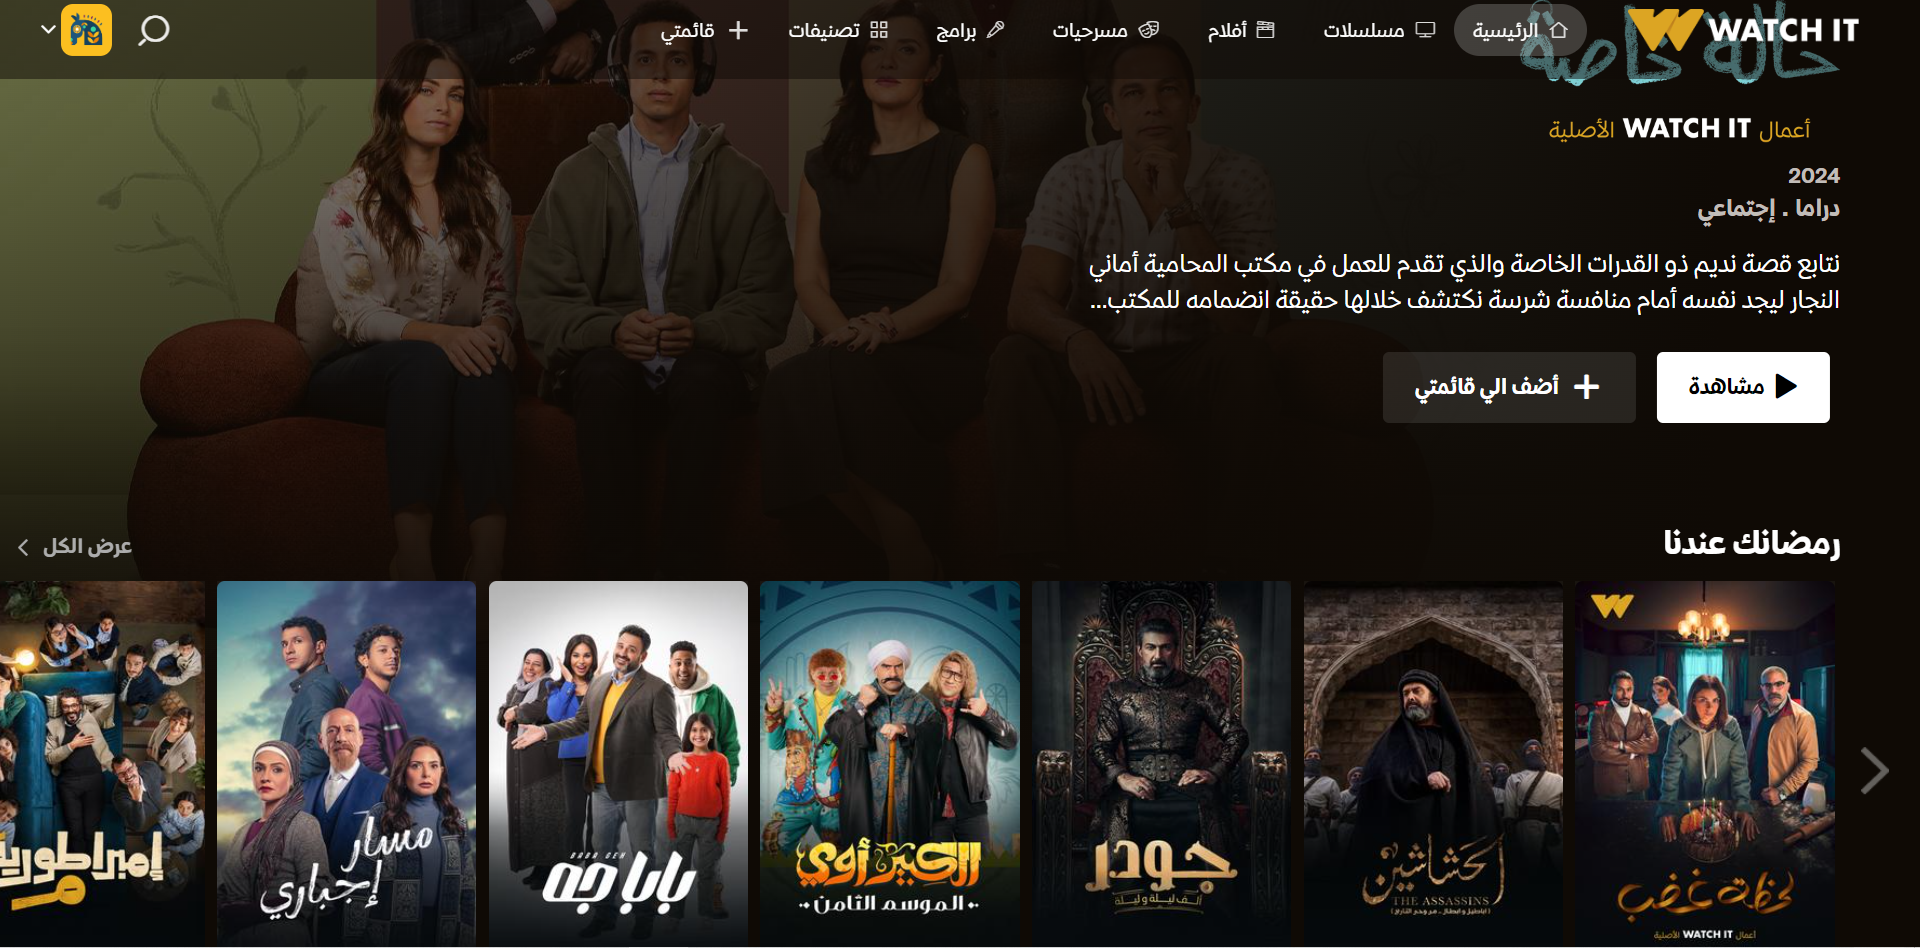 WATCH IT
الرئيسية
مسلسلات
أفلام
مسرحيات
برامج
تصنيفات
قائمتي
حالة خاصة
أعمال WATCH IT الأصلية
2024
دراما . إجتماعي
نتابع قصة نديم ذو القدرات الخاصة والذي تقدم للعمل في مكتب المحامية أماني
النجار ليجد نفسه أمام منافسة شرسة نكتشف خلالها حقيقة انضمامه للمكتب...
مشاهدة
أضف الي قائمتي
رمضانك عندنا
عرض الكل
لحظة غضب
أعمال WATCH IT الأصلية
الحشاشين
THE ASSASSINS
جودر
ألف ليلة و ليلة
الكبير أوي
الموسم الثامن
BABA GEH
بابا جه
مسار
إجباري
إمبراطورية
م